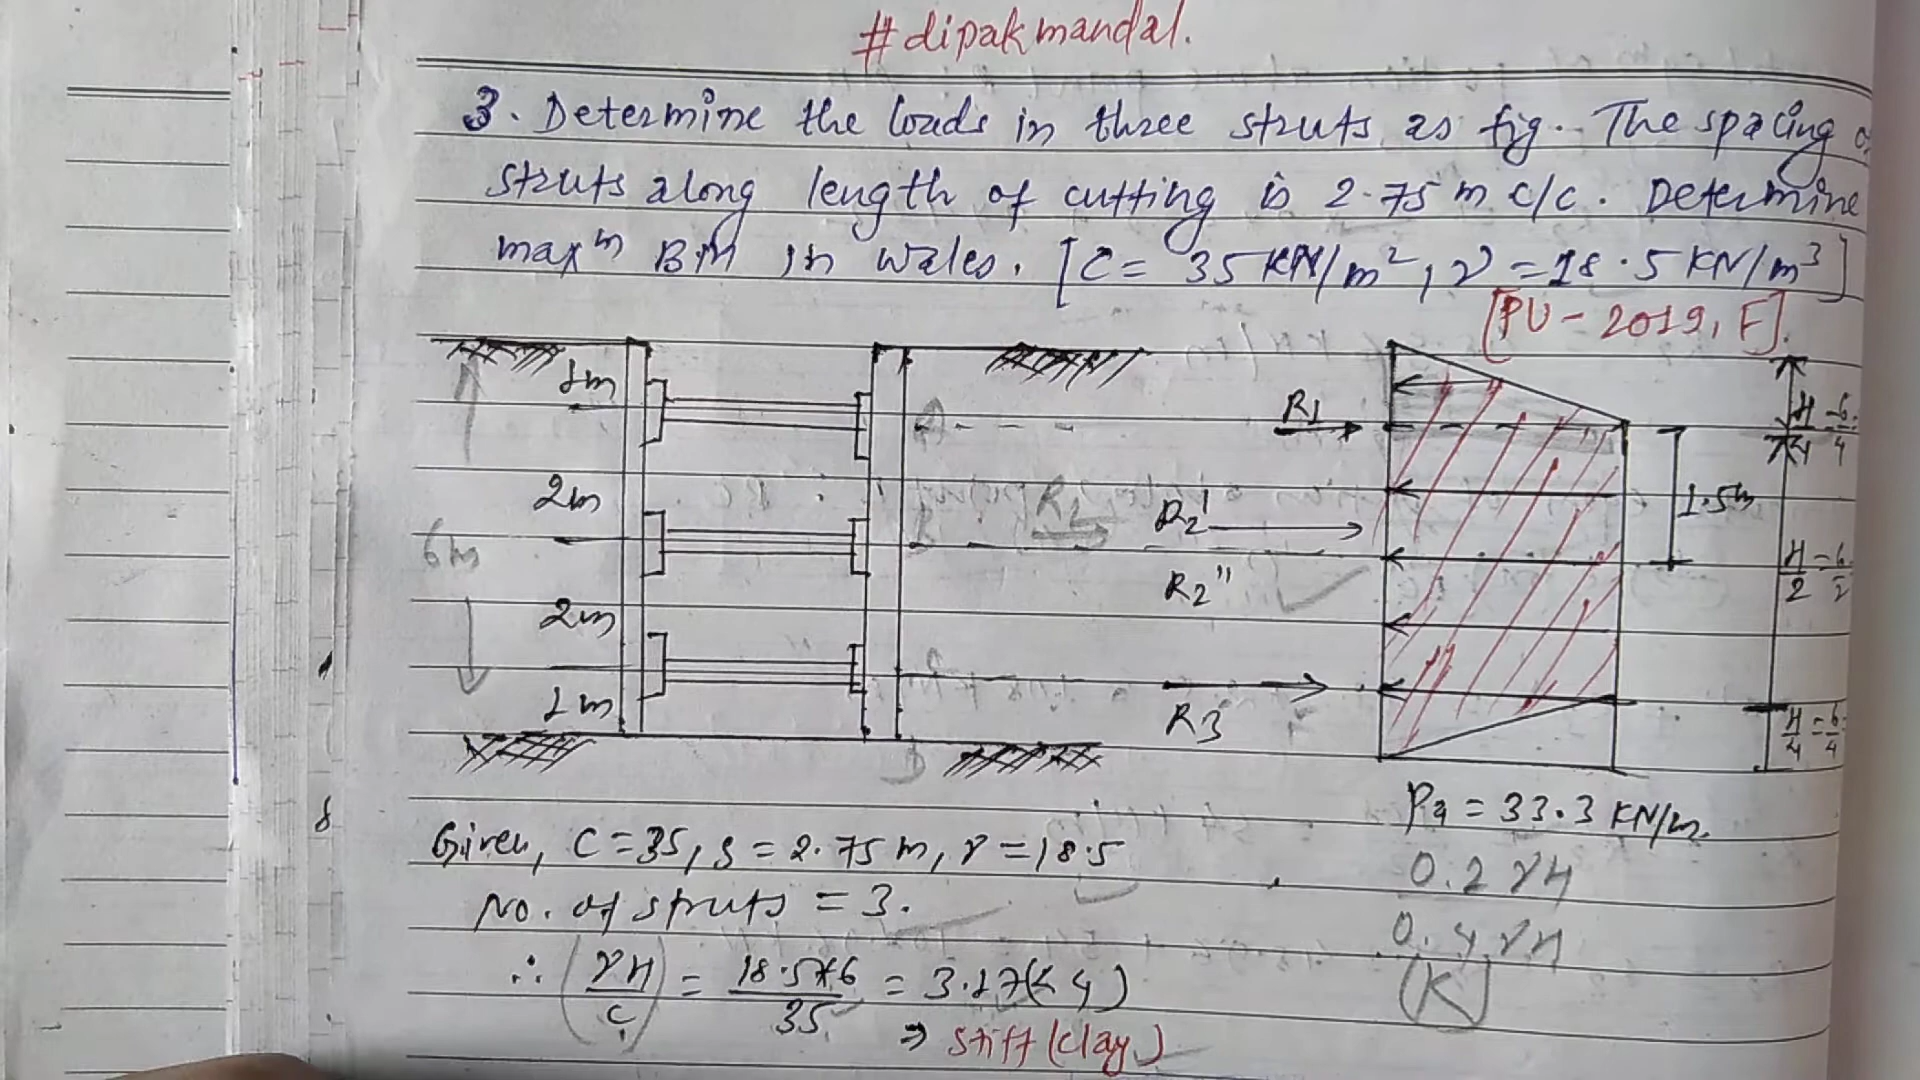 #dipakmandal.
3. Determine the loads in three struts as fig. The spacing of
struts along length of cutting is 2.75 m c/c. Determine
maxm BM in wales. [C = 35 KN/m², γ = 18.5 KN/m³]
[PU - 2019, F].
1m
2m
6m
2m
1m
R1
R2
R2'
R2"
R3
1.5m
H/4 = 6/4
H/2 = 6/2
H/4 = 6/4
Pa = 33.3 KN/m.
0.2 γH
0.4 γH
(K)
Given, C = 35, s = 2.75 m, γ = 18.5
No. of struts = 3.
∴ (γH/c) = 18.5*6/35 = 3.17(< 4)
⇒ stiff (clay)